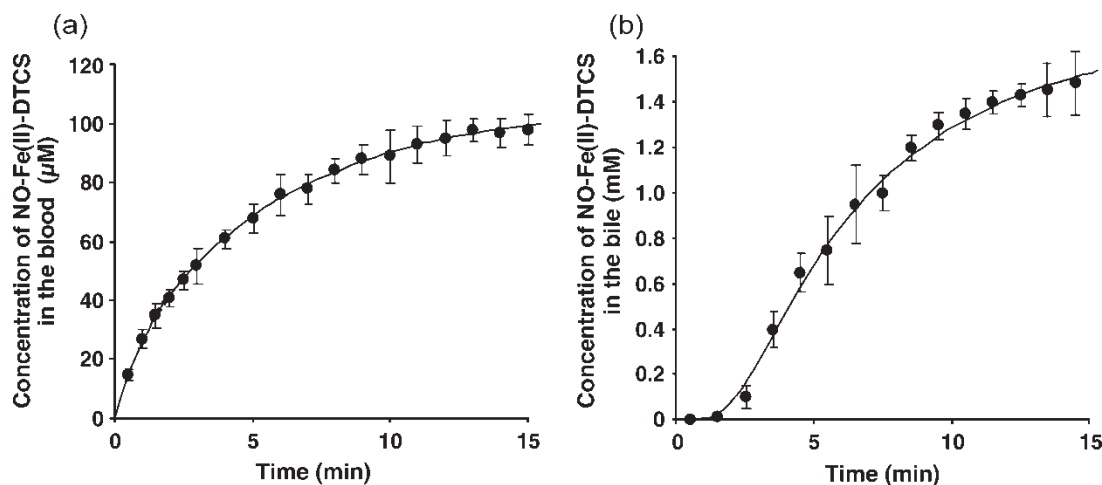 (a)
Concentration of NO-Fe(II)-DTCS
in the blood (μM)
120
100
80
60
40
20
0
0 5 10 15
Time (min)
(b)
Concentration of NO-Fe(II)-DTCS
in the bile (mM)
1.6
1.4
1.2
1.0
0.8
0.6
0.4
0.2
0
0 5 10 15
Time (min)